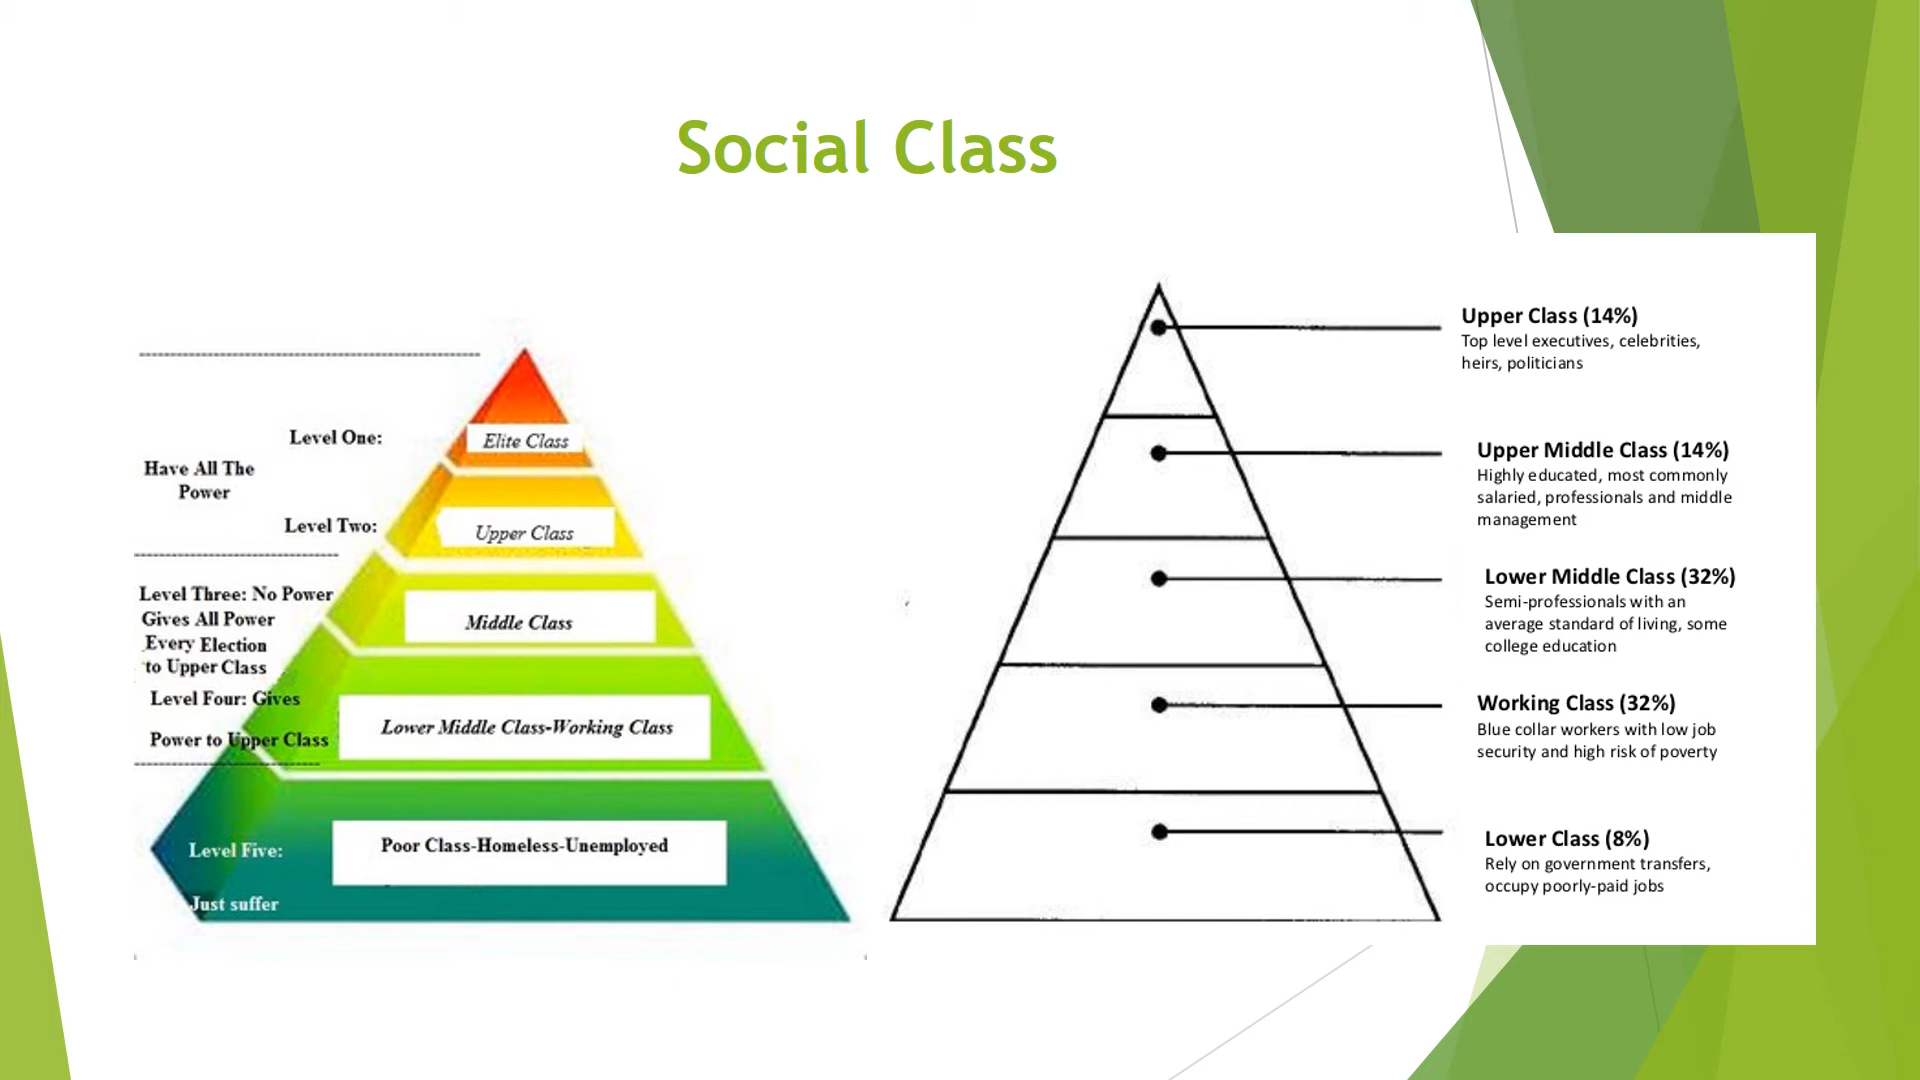 Social Class
Level One:
Elite Class
Have All The
Power
Level Two:
Upper Class
Level Three: No Power
Gives All Power
Every Election
to Upper Class
Middle Class
Level Four: Gives
Power to Upper Class
Lower Middle Class-Working Class
Level Five:
Poor Class-Homeless-Unemployed
Just suffer
Upper Class (14%)
Top level executives, celebrities,
heirs, politicians
Upper Middle Class (14%)
Highly educated, most commonly
salaried, professionals and middle
management
Lower Middle Class (32%)
Semi-professionals with an
average standard of living, some
college education
Working Class (32%)
Blue collar workers with low job
security and high risk of poverty
Lower Class (8%)
Rely on government transfers,
occupy poorly-paid jobs